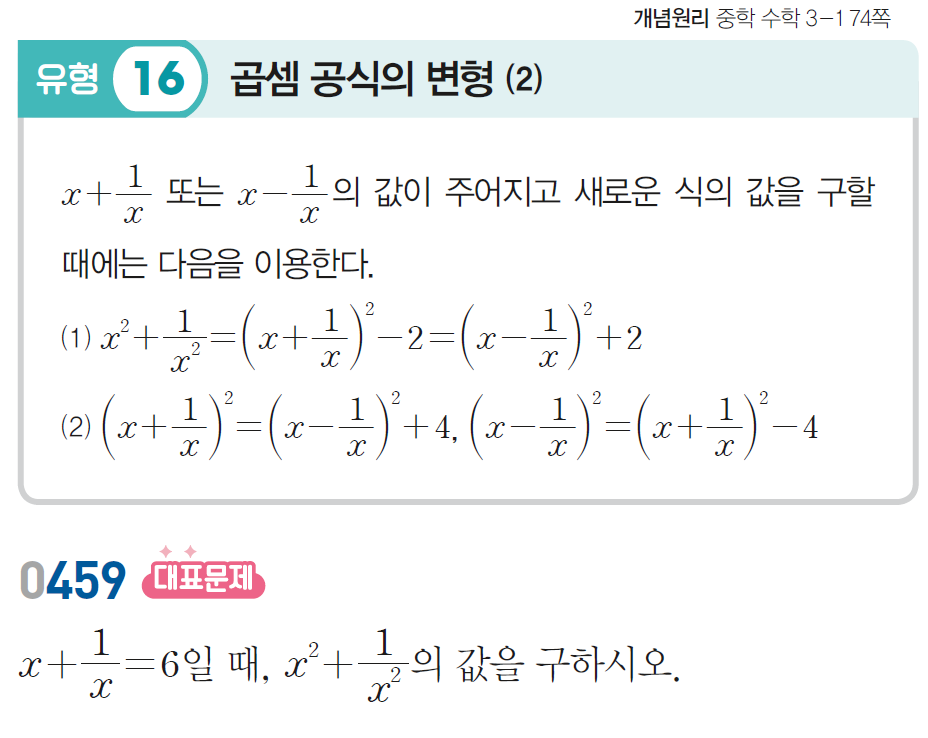 개념원리 중학 수학 3-1 74쪽
유형 16 곱셈 공식의 변형 (2)
x+1/x 또는 x-1/x의 값이 주어지고 새로운 식의 값을 구할
때에는 다음을 이용한다.
(1) x²+1/x²=(x+1/x)²-2=(x-1/x)²+2
(2) (x+1/x)²=(x-1/x)²+4, (x-1/x)²=(x+1/x)²-4
0459 대표문제
x+1/x=6일 때, x²+1/x²의 값을 구하시오.